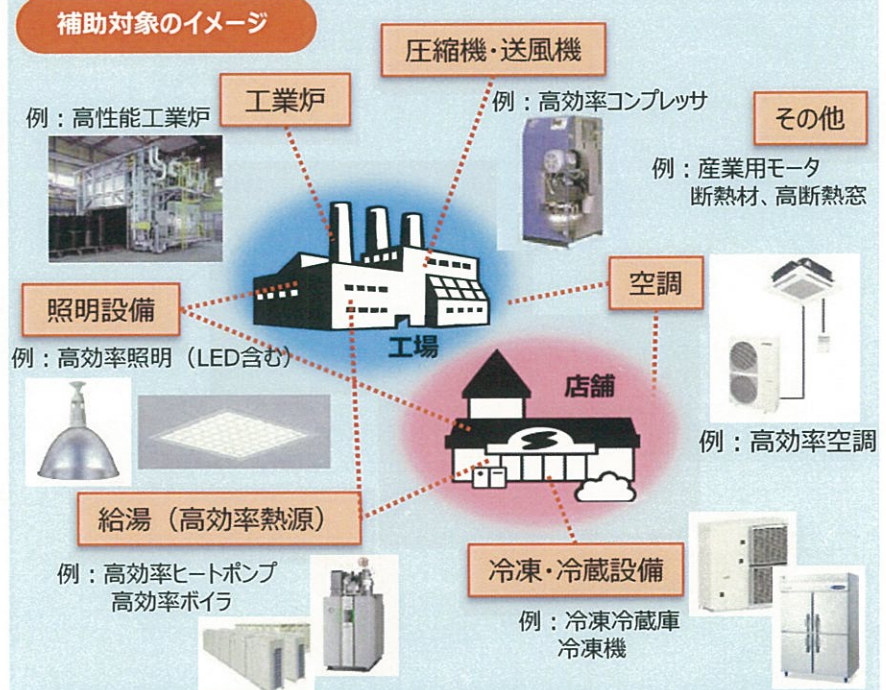 補助対象のイメージ
圧縮機・送風機
例：高効率コンプレッサ
工業炉
例：高性能工業炉
その他
例：産業用モータ
断熱材、高断熱窓
工場
空調
例：高効率空調
照明設備
例：高効率照明（LED含む）
店舗
給湯（高効率熱源）
例：高効率ヒートポンプ
高効率ボイラ
冷凍・冷蔵設備
例：冷凍冷蔵庫
冷凍機